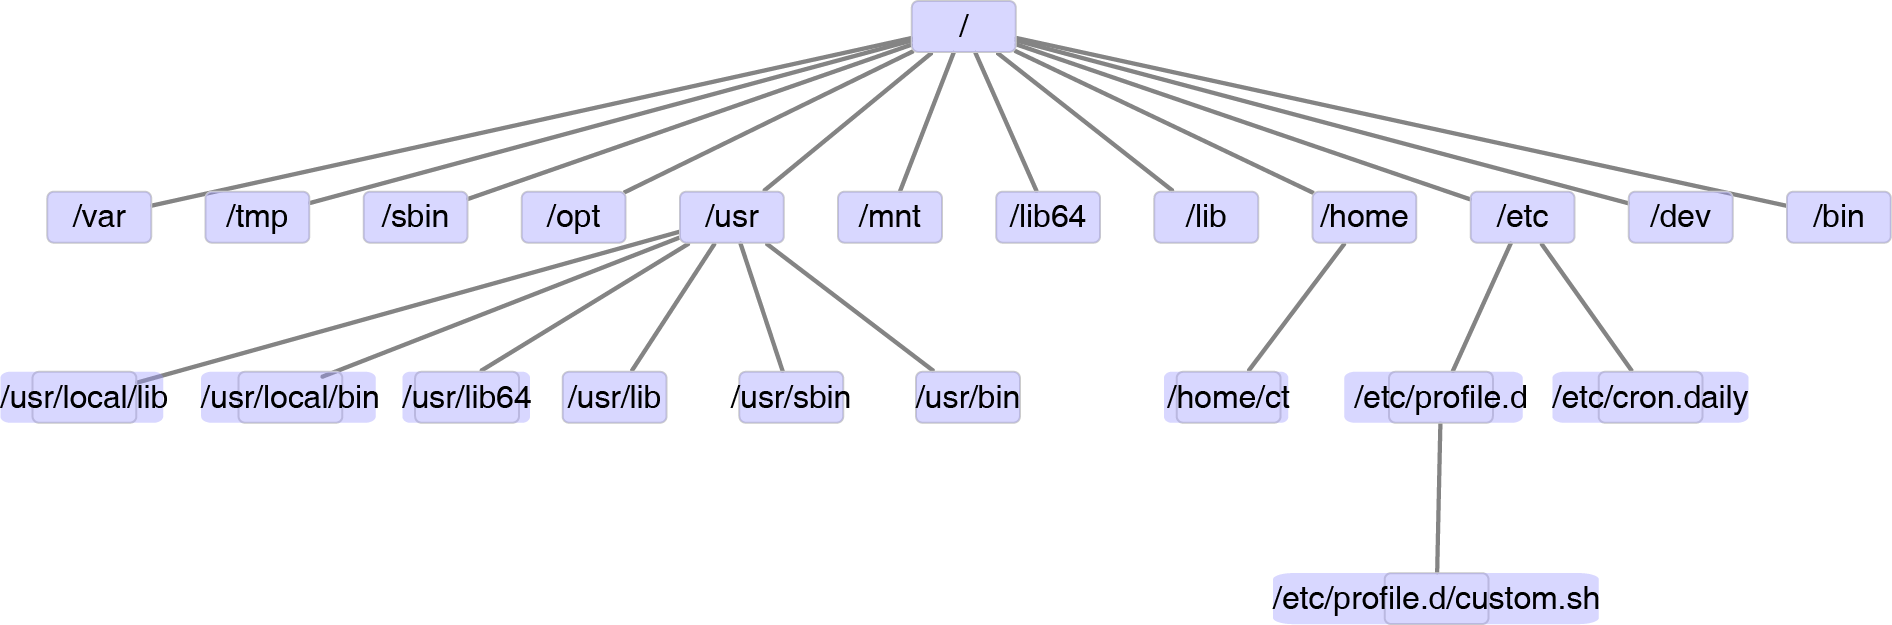 /
/var
/tmp
/sbin
/opt
/usr
/mnt
/lib64
/lib
/home
/etc
/dev
/bin
/usr/local/lib
/usr/local/bin
/usr/lib64
/usr/lib
/usr/sbin
/usr/bin
/home/ct
/etc/profile.d
/etc/cron.daily
/etc/profile.d/custom.sh